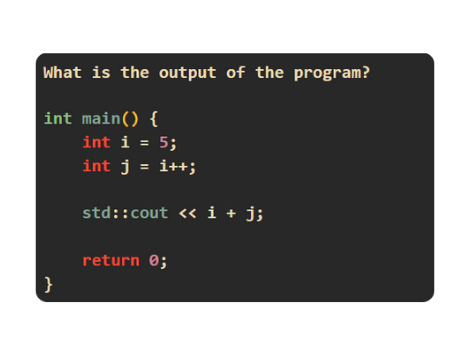 What is the output of the program?
int main() {
int i = 5;
int j = i++;
std::cout << i + j;
return 0;
}